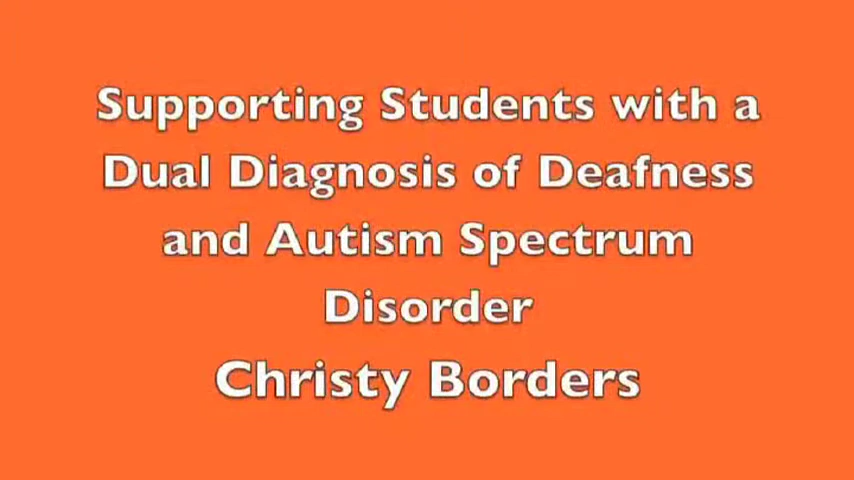 Supporting Students with a
Dual Diagnosis of Deafness
and Autism Spectrum
Disorder
Christy Borders